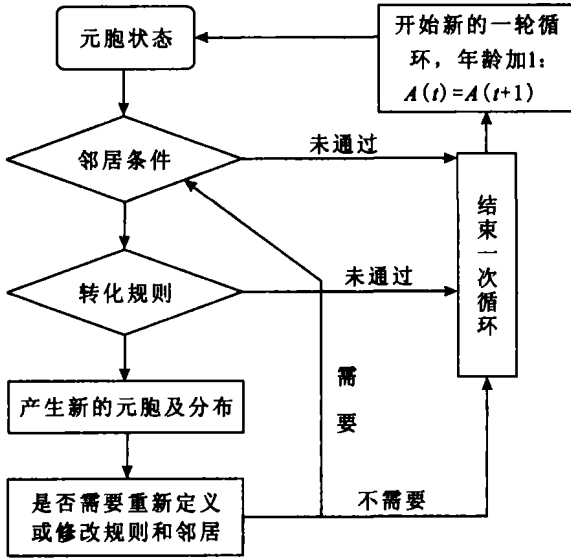 元胞状态
开始新的一轮循
环，年龄加1：
A(t)=A(t+1)
邻居条件
未通过
结束一次循环
转化规则
未通过
产生新的元胞及分布
需要
是否需要重新定义
或修改规则和邻居
不需要